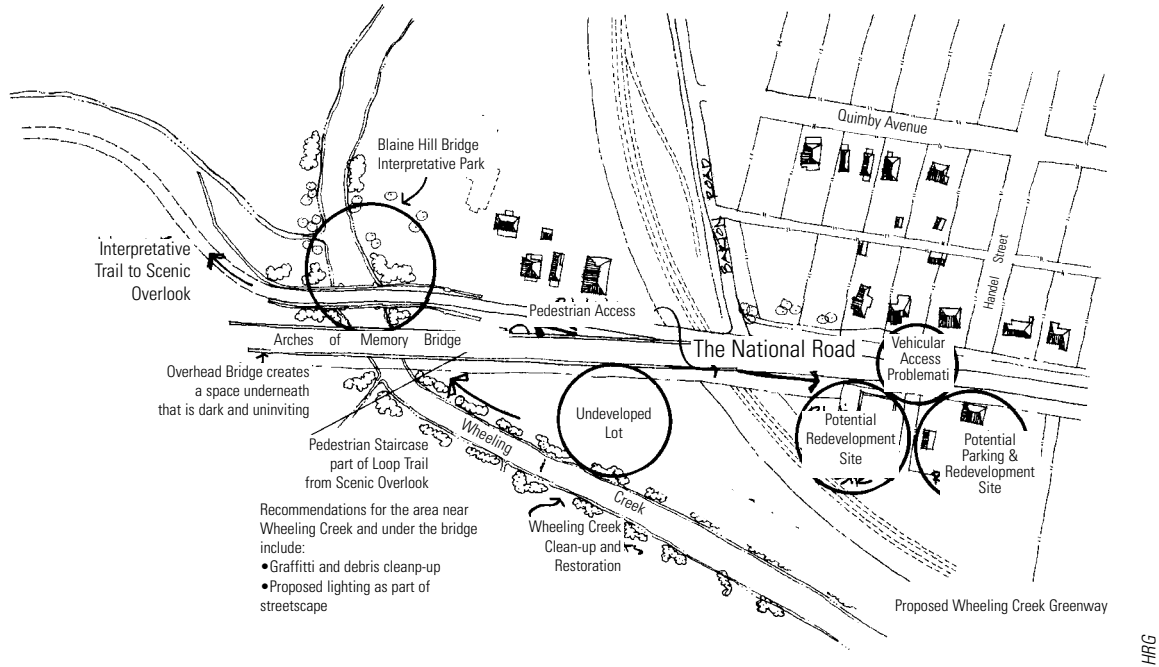 Quimby Avenue
Blaine Hill Bridge
Interpretative Park
ROAD
BARTON
Handel Street
Interpretative
Trail to Scenic
Overlook
Pedestrian Access
Arches of Memory Bridge
The National Road
Vehicular
Access
Problemati
Overhead Bridge creates
a space underneath
that is dark and uninviting
Undeveloped
Lot
Potential
Redevelopment
Site
Potential
Parking &
Redevelopment
Site
Wheeling
Creek
Pedestrian Staircase
part of Loop Trail
from Scenic Overlook
Recommendations for the area near
Wheeling Creek and under the bridge
include:
•Graffitti and debris cleanp-up
•Proposed lighting as part of
streetscape
Wheeling Creek
Clean-up and
Restoration
Proposed Wheeling Creek Greenway
HRG